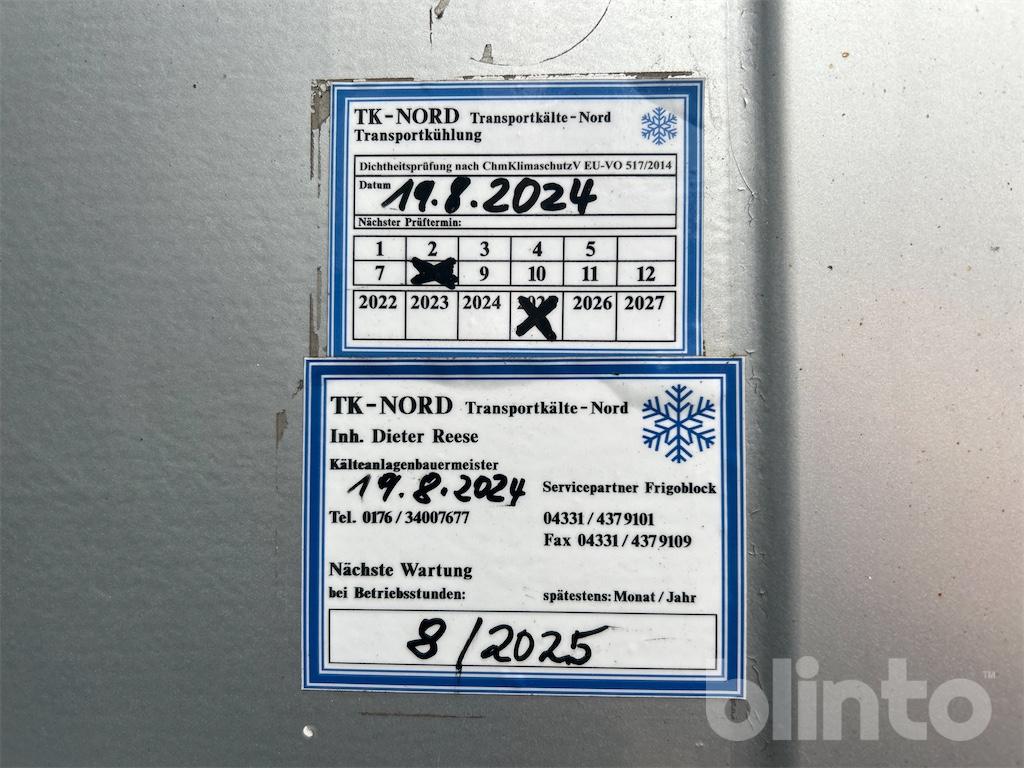 TK-NORD Transportkälte-Nord
Transportkühlung
Dichtheitsprüfung nach ChmKlimaschutzV EU-VO 517/2014
Datum 19.8.2024
Nächster Prüftermin:
1 2 3 4 5
7 9 10 11 12
2022 2023 2024 2026 2027
TK-NORD Transportkälte-Nord
Inh. Dieter Reese
Kälteanlagenbauermeister
19.8.2024 Servicepartner Frigoblock
Tel. 0176/34007677 04331/4379101
Fax 04331/4379109
Nächste Wartung
bei Betriebsstunden: spätestens: Monat/Jahr
8/2025
blinto™